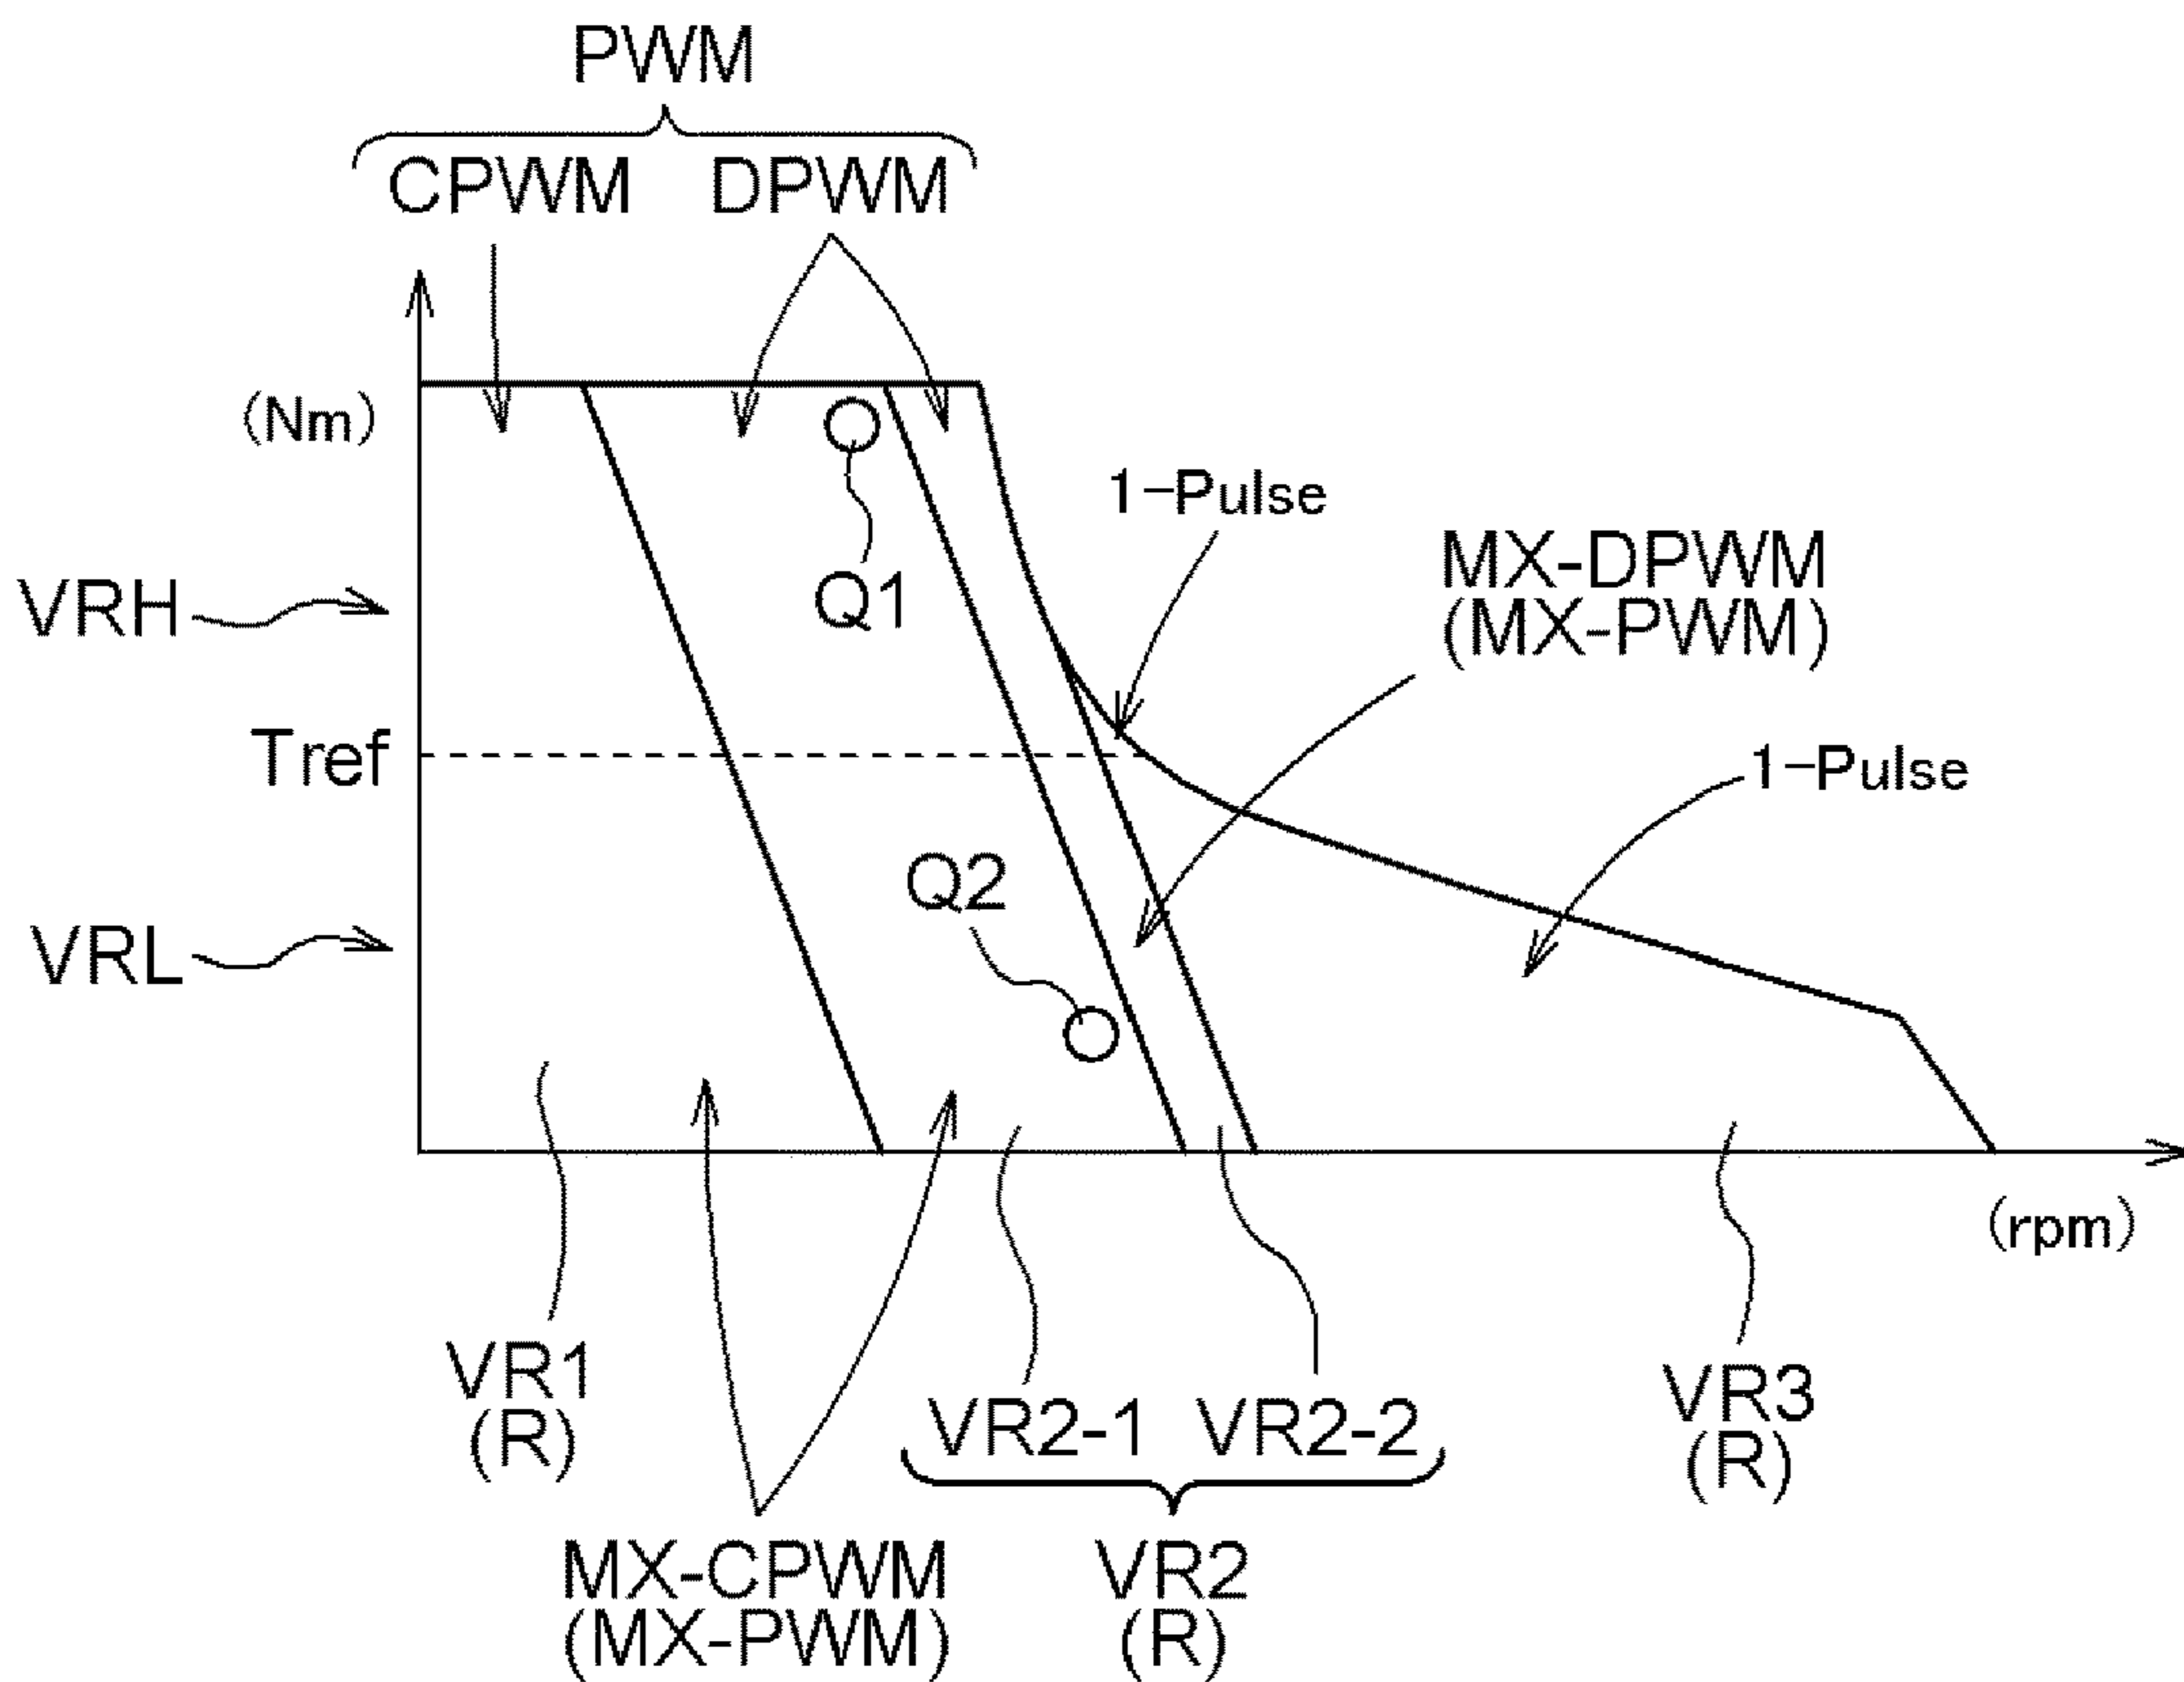 PWM
CPWM DPWM
(Nm)
1-Pulse
MX-DPWM
(MX-PWM)
VRH
Q1
Tref
1-Pulse
Q2
VRL
(rpm)
VR1
(R)
VR2-1 VR2-2
VR3
(R)
MX-CPWM
(MX-PWM)
VR2
(R)